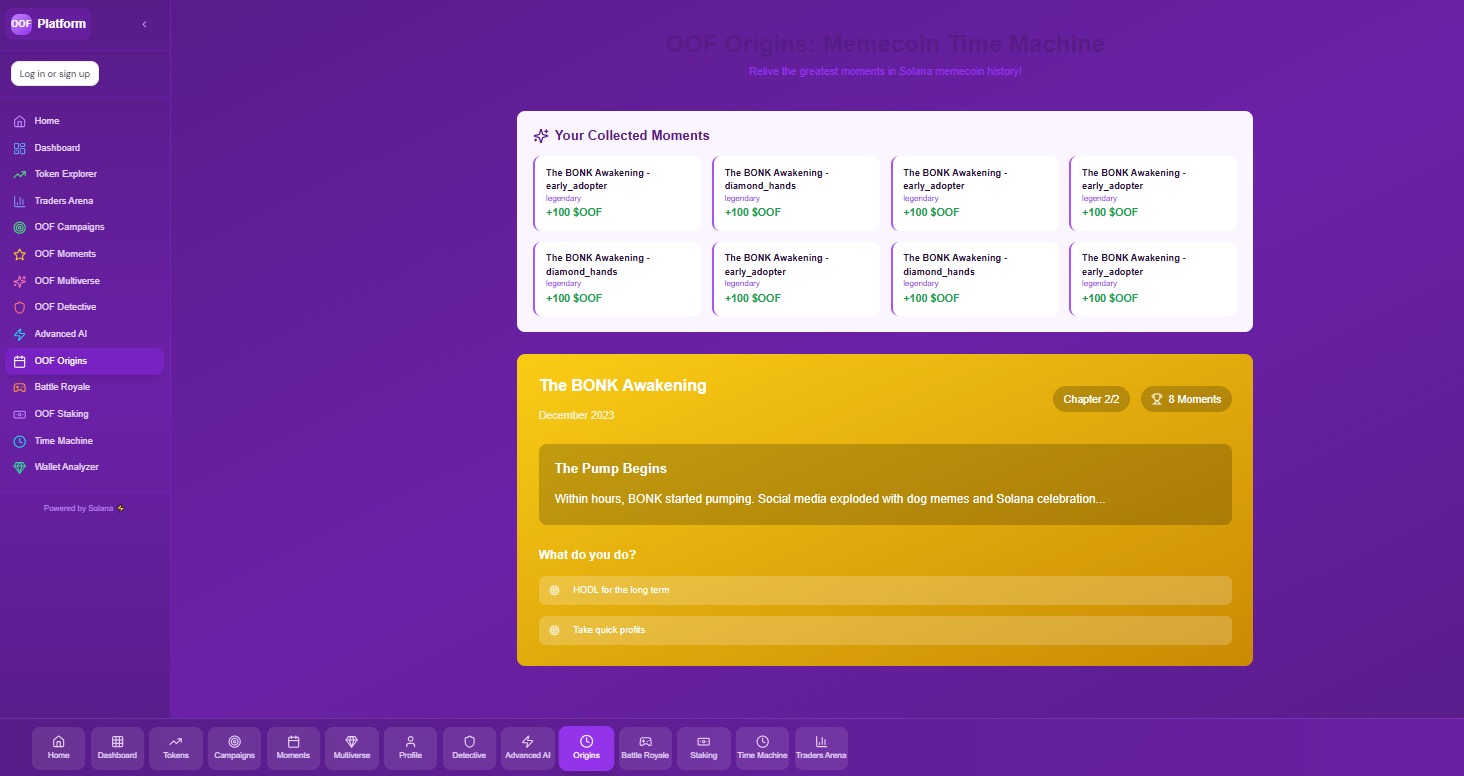 OOF Platform
Log in or sign up
Home
Dashboard
Token Explorer
Traders Arena
OOF Campaigns
OOF Moments
OOF Multiverse
OOF Detective
Advanced AI
OOF Origins
Battle Royale
OOF Staking
Time Machine
Wallet Analyzer
Powered by Solana
OOF Origins: Memecoin Time Machine
Relive the greatest moments in Solana memecoin history!
Your Collected Moments
The BONK Awakening -
early_adopter
legendary
+100 $OOF
The BONK Awakening -
diamond_hands
legendary
+100 $OOF
The BONK Awakening -
early_adopter
legendary
+100 $OOF
The BONK Awakening -
early_adopter
legendary
+100 $OOF
The BONK Awakening -
diamond_hands
legendary
+100 $OOF
The BONK Awakening -
early_adopter
legendary
+100 $OOF
The BONK Awakening -
diamond_hands
legendary
+100 $OOF
The BONK Awakening -
early_adopter
legendary
+100 $OOF
The BONK Awakening
December 2023
Chapter 2/2
8 Moments
The Pump Begins
Within hours, BONK started pumping. Social media exploded with dog memes and Solana celebration...
What do you do?
HODL for the long term
Take quick profits
Home
Dashboard
Tokens
Campaigns
Moments
Multiverse
Profile
Detective
Advanced AI
Origins
Battle Royale
Staking
Time Machine
Traders Arena